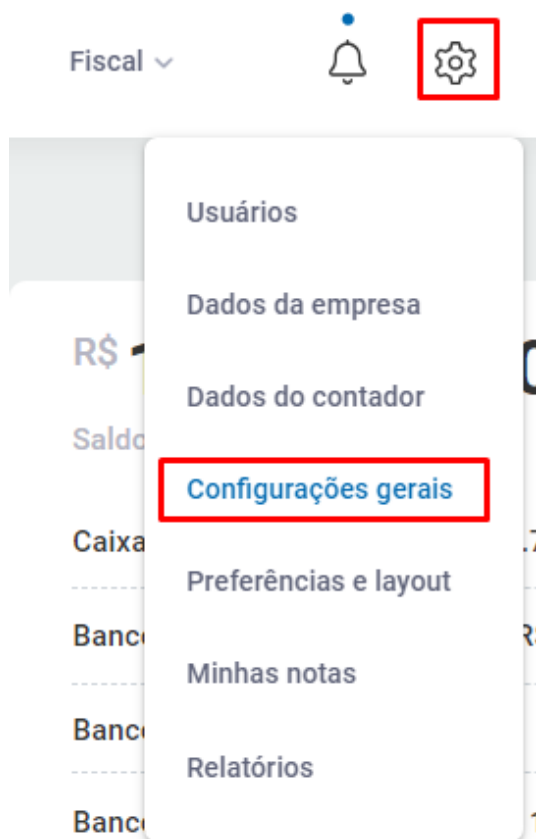 Fiscal
Usuários
Dados da empresa
R$
Dados do contador
Saldo
Configurações gerais
Caixa
Preferências e layout
Minhas notas
Relatórios